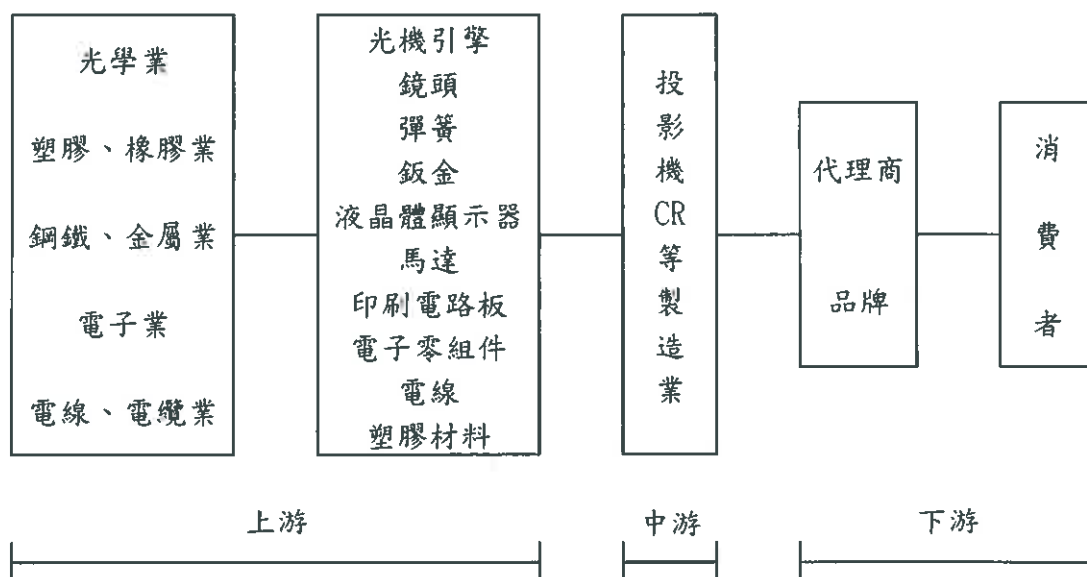 光學業
塑膠、橡膠業
鋼鐵、金屬業
電子業
電線、電纜業
光機引擎
鏡頭
彈簧
鈑金
液晶體顯示器
馬達
印刷電路板
電子零組件
電線
塑膠材料
投
影
機
CR
等
製
造
業
代理商
品牌
消
費
者
上游
中游
下游